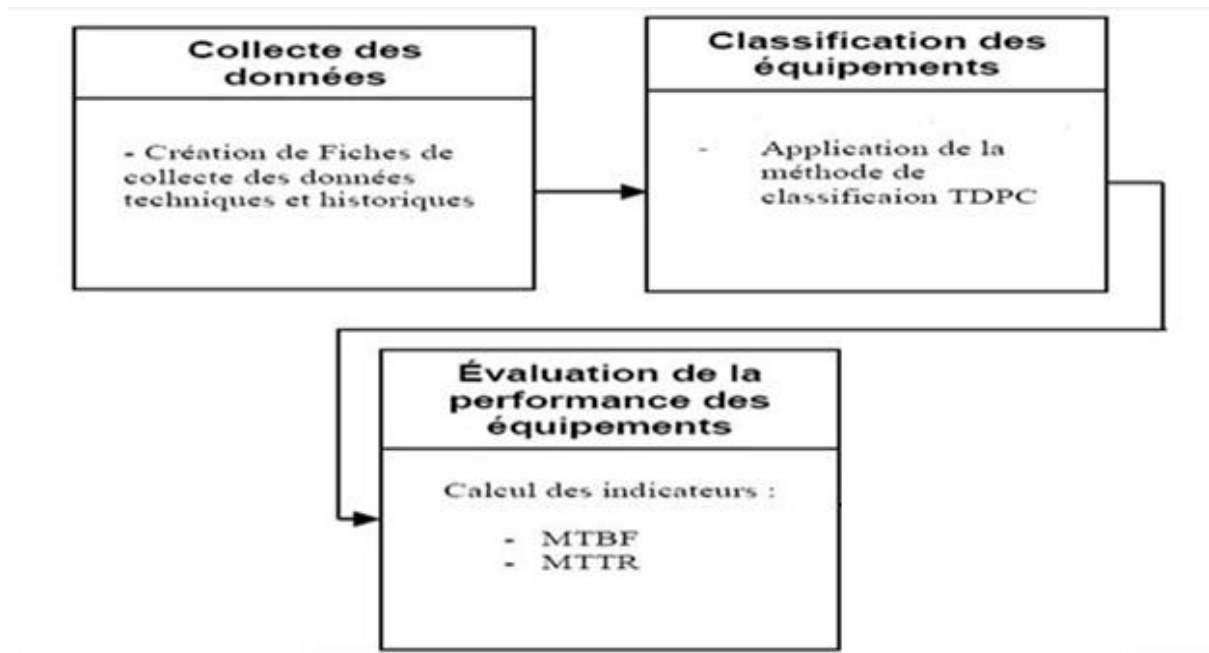 Collecte des
données
- Création de Fiches de
collecte des données
techniques et historiques
Classification des
équipements
- Application de la
méthode de
classificaion TDPC
Évaluation de la
performance des
équipements
Calcul des indicateurs :
- MTBF
- MTTR